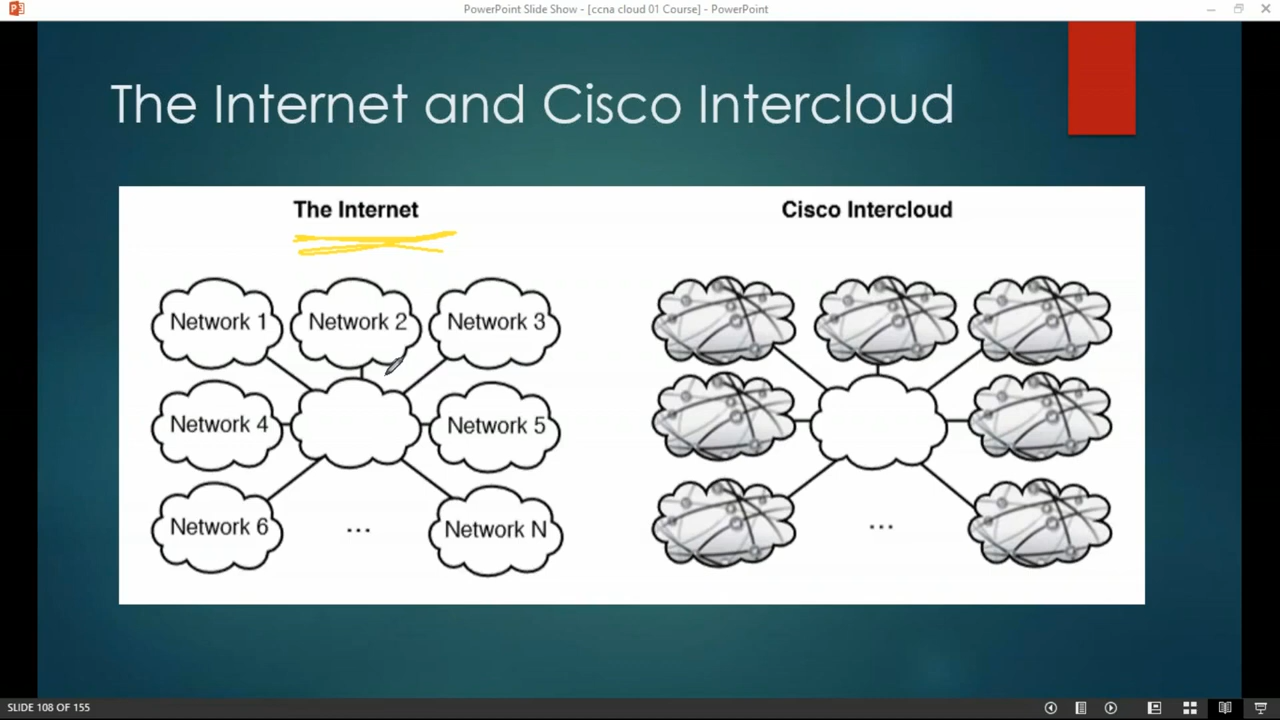 PowerPoint Slide Show - [ccna cloud 01 Course] - PowerPoint
The Internet and Cisco Intercloud
The Internet
Cisco Intercloud
Network 1
Network 2
Network 3
Network 4
Network 5
Network 6
...
Network N
...
SLIDE 108 OF 155